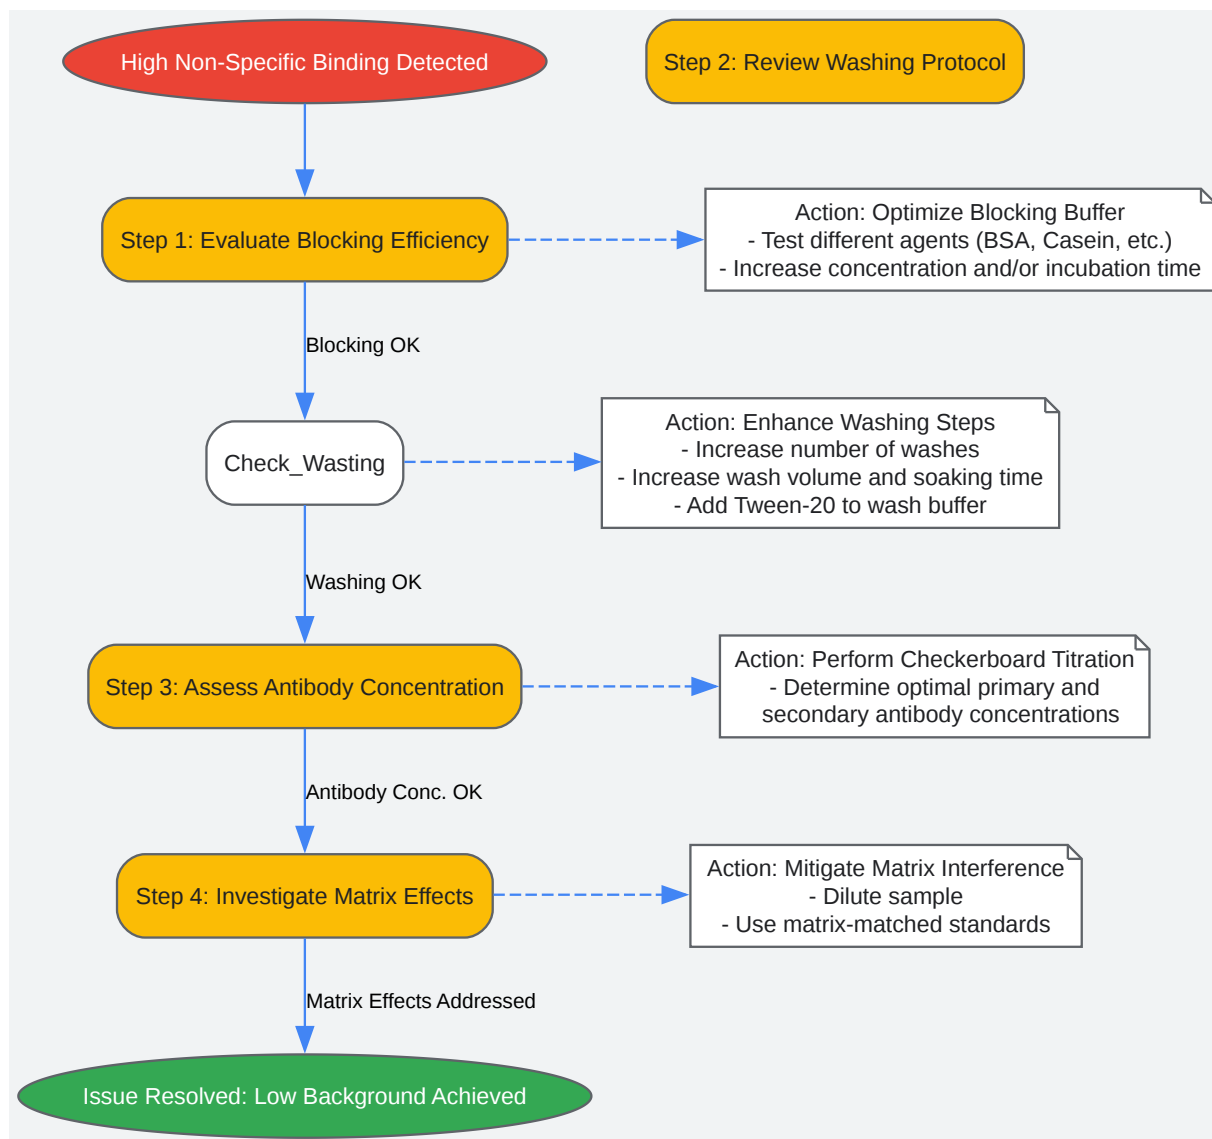 High Non-Specific Binding Detected
Step 2: Review Washing Protocol
Step 1: Evaluate Blocking Efficiency
Action: Optimize Blocking Buffer
- Test different agents (BSA, Casein, etc.)
- Increase concentration and/or incubation time
Blocking OK
Check_Wasting
Action: Enhance Washing Steps
- Increase number of washes
- Increase wash volume and soaking time
- Add Tween-20 to wash buffer
Washing OK
Step 3: Assess Antibody Concentration
Action: Perform Checkerboard Titration
- Determine optimal primary and
secondary antibody concentrations
Antibody Conc. OK
Step 4: Investigate Matrix Effects
Action: Mitigate Matrix Interference
- Dilute sample
- Use matrix-matched standards
Matrix Effects Addressed
Issue Resolved: Low Background Achieved